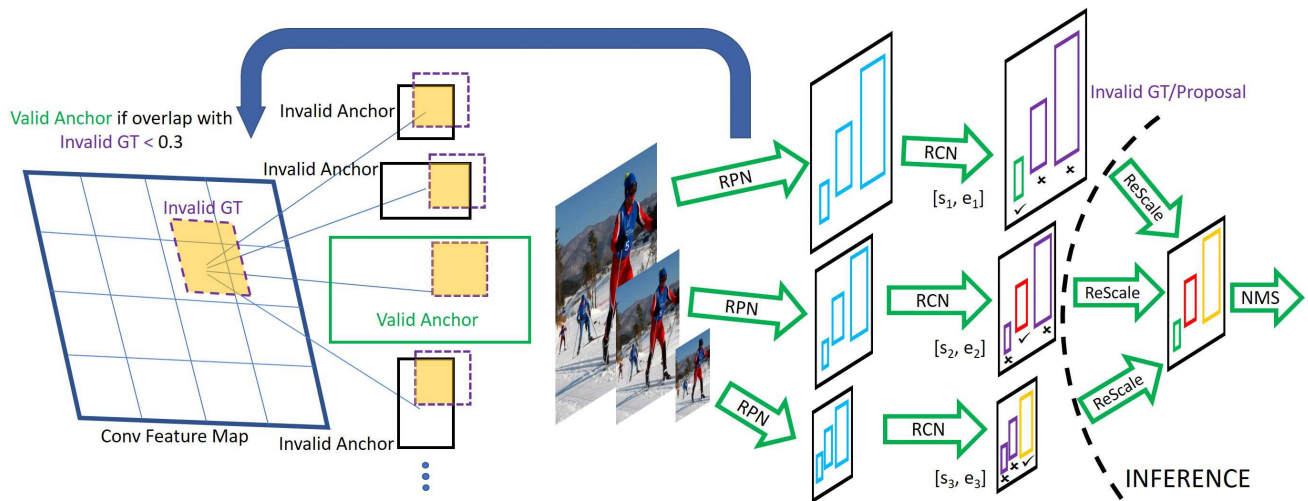 Valid Anchor if overlap with
Invalid GT < 0.3
Invalid GT
Conv Feature Map
Invalid Anchor
Invalid Anchor
Valid Anchor
Invalid Anchor
RPN
RPN
RPN
RCN
[s₁, e₁]
RCN
[s₂, e₂]
RCN
[s₃, e₃]
Invalid GT/Proposal
ReScale
ReScale
ReScale
NMS
INFERENCE